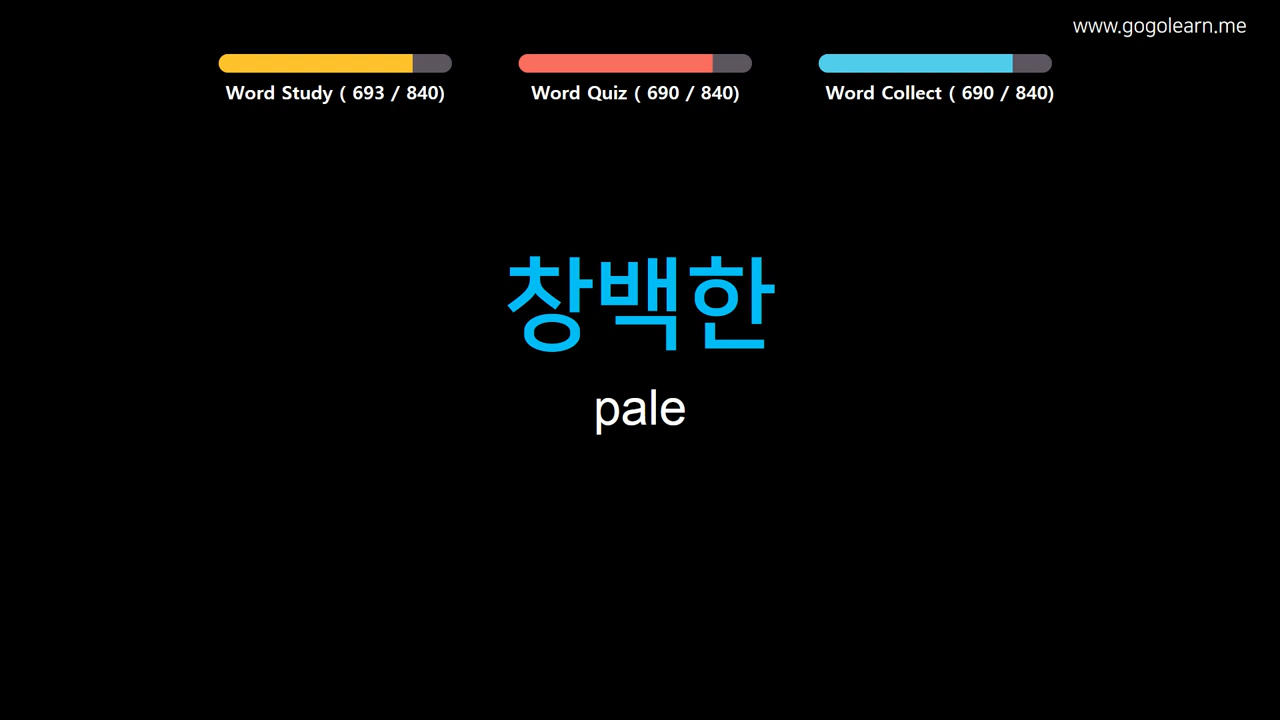 www.gogolearn.me
Word Study ( 693 / 840)
Word Quiz ( 690 / 840)
Word Collect ( 690 / 840)
창백한
pale